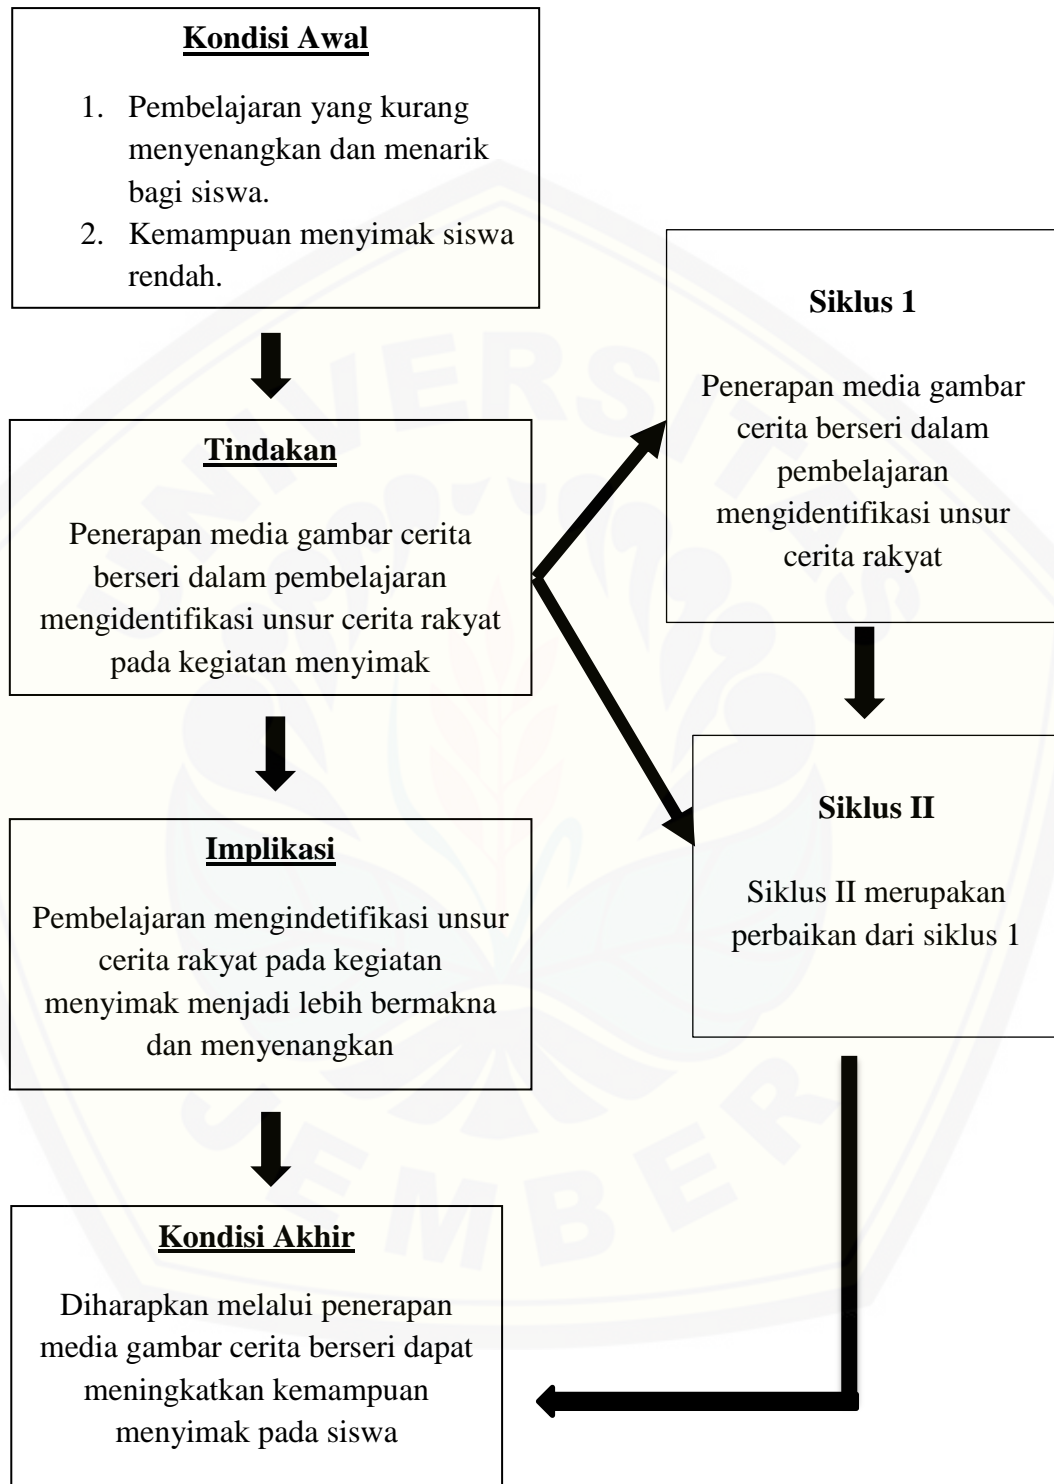 Kondisi Awal
1. Pembelajaran yang kurang
menyenangkan dan menarik
bagi siswa.
2. Kemampuan menyimak siswa
rendah.
Tindakan
Penerapan media gambar cerita
berseri dalam pembelajaran
mengidentifikasi unsur cerita rakyat
pada kegiatan menyimak
Siklus 1
Penerapan media gambar
cerita berseri dalam
pembelajaran
mengidentifikasi unsur
cerita rakyat
Siklus II
Siklus II merupakan
perbaikan dari siklus 1
Implikasi
Pembelajaran mengindetifikasi unsur
cerita rakyat pada kegiatan
menyimak menjadi lebih bermakna
dan menyenangkan
Kondisi Akhir
Diharapkan melalui penerapan
media gambar cerita berseri dapat
meningkatkan kemampuan
menyimak pada siswa
UNIVERSITAS
JEMBER